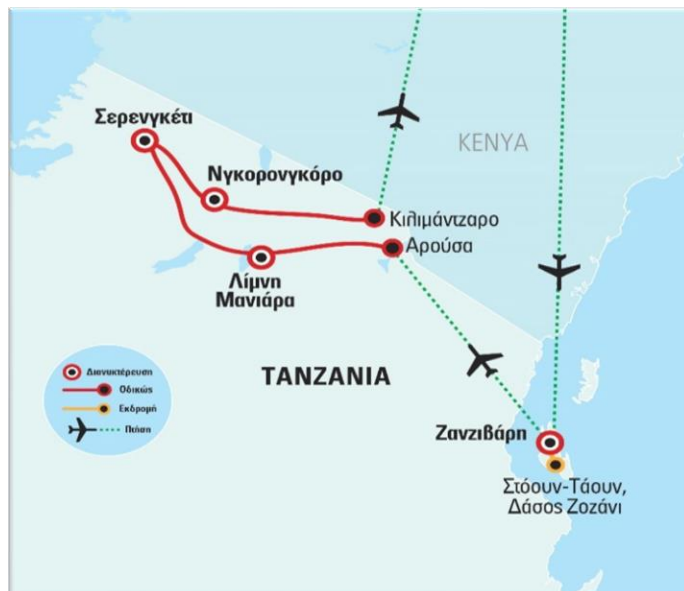 Σερενγκέτι
KENYA
Νγκορονγκόρο
Κιλιμάντζαρο
Αρούσα
Λίμνη
Μανιάρα
TANZANIA
Διανυκτέρευση
Οδικώς
Εκδρομή
Πτήση
Ζανζιβάρη
Στόουν-Τάουν,
Δάσος Ζοζάνι